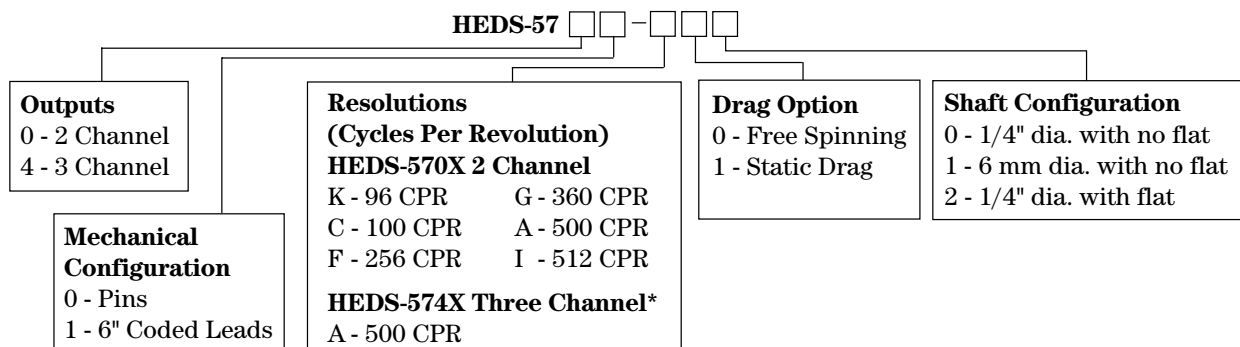 HEDS-57 □□–□□□
Outputs
0 - 2 Channel
4 - 3 Channel
Mechanical
Configuration
0 - Pins
1 - 6" Coded Leads
Resolutions
(Cycles Per Revolution)
HEDS-570X 2 Channel
K - 96 CPR G - 360 CPR
C - 100 CPR A - 500 CPR
F - 256 CPR I - 512 CPR
HEDS-574X Three Channel*
A - 500 CPR
Drag Option
0 - Free Spinning
1 - Static Drag
Shaft Configuration
0 - 1/4" dia. with no flat
1 - 6 mm dia. with no flat
2 - 1/4" dia. with flat